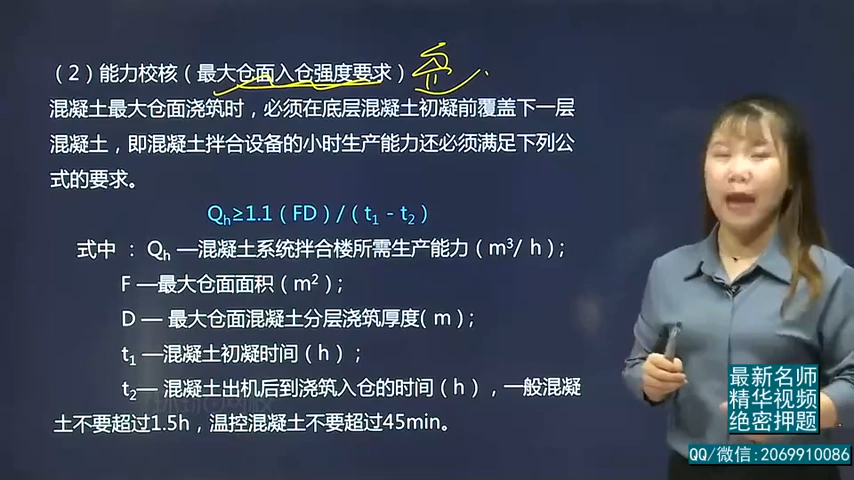 （2）能力校核（最大仓面入仓强度要求）
混凝土最大仓面浇筑时，必须在底层混凝土初凝前覆盖下一层
混凝土，即混凝土拌合设备的小时生产能力还必须满足下列公
式的要求。
Qh≥1.1（FD）/（t1 - t2）
式中 ： Qh —混凝土系统拌合楼所需生产能力（m³/ h）；
F —最大仓面面积（m²）；
D — 最大仓面混凝土分层浇筑厚度( m )；
t1 —混凝土初凝时间（h）；
t2— 混凝土出机后到浇筑入仓的时间（h），一般混凝
土不要超过1.5h，温控混凝土不要超过45min。
最新名师
精华视频
绝密押题
QQ/微信:2069910086